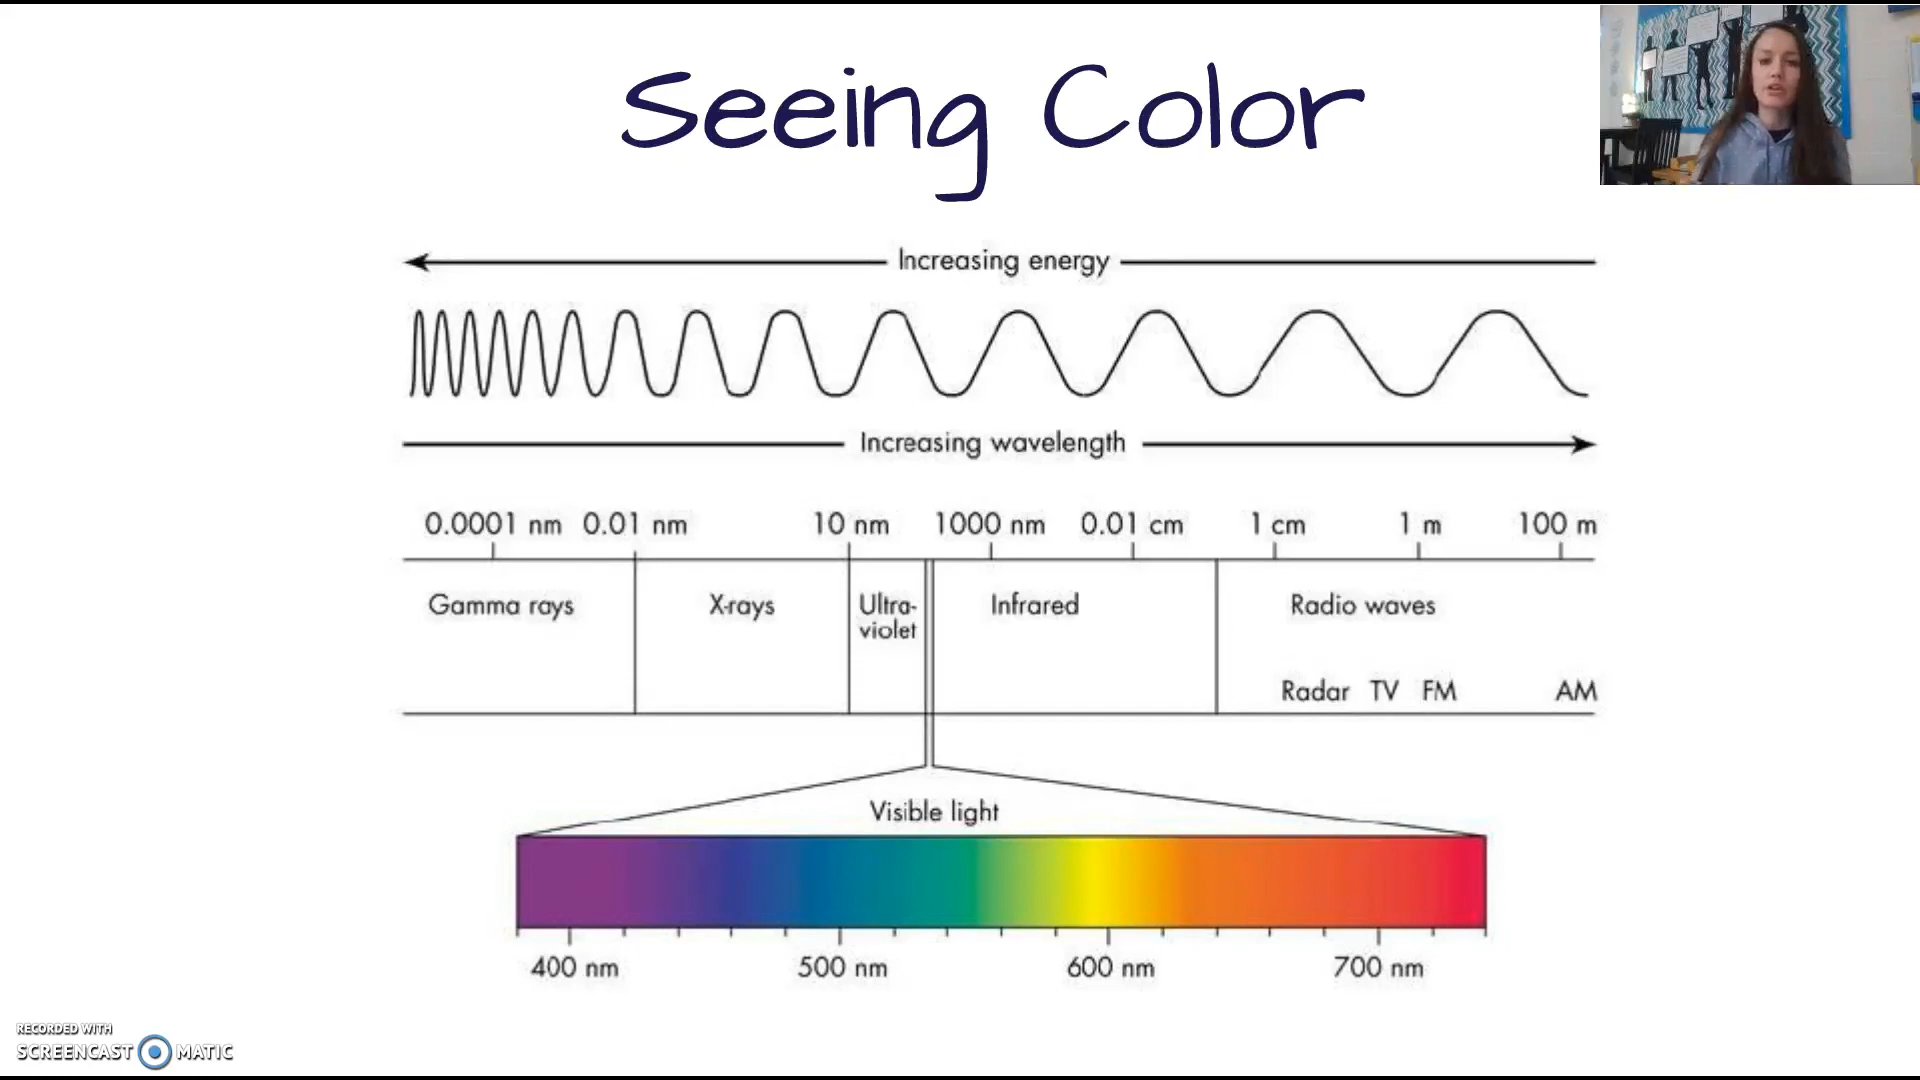 Seeing Color
Increasing energy
Increasing wavelength
0.0001 nm 0.01 nm 10 nm 1000 nm 0.01 cm 1 cm 1 m 100 m
Gamma rays X-rays Ultra- Infrared Radio waves
violet
Radar TV FM AM
Visible light
400 nm 500 nm 600 nm 700 nm
RECORDED WITH
SCREENCAST MATIC